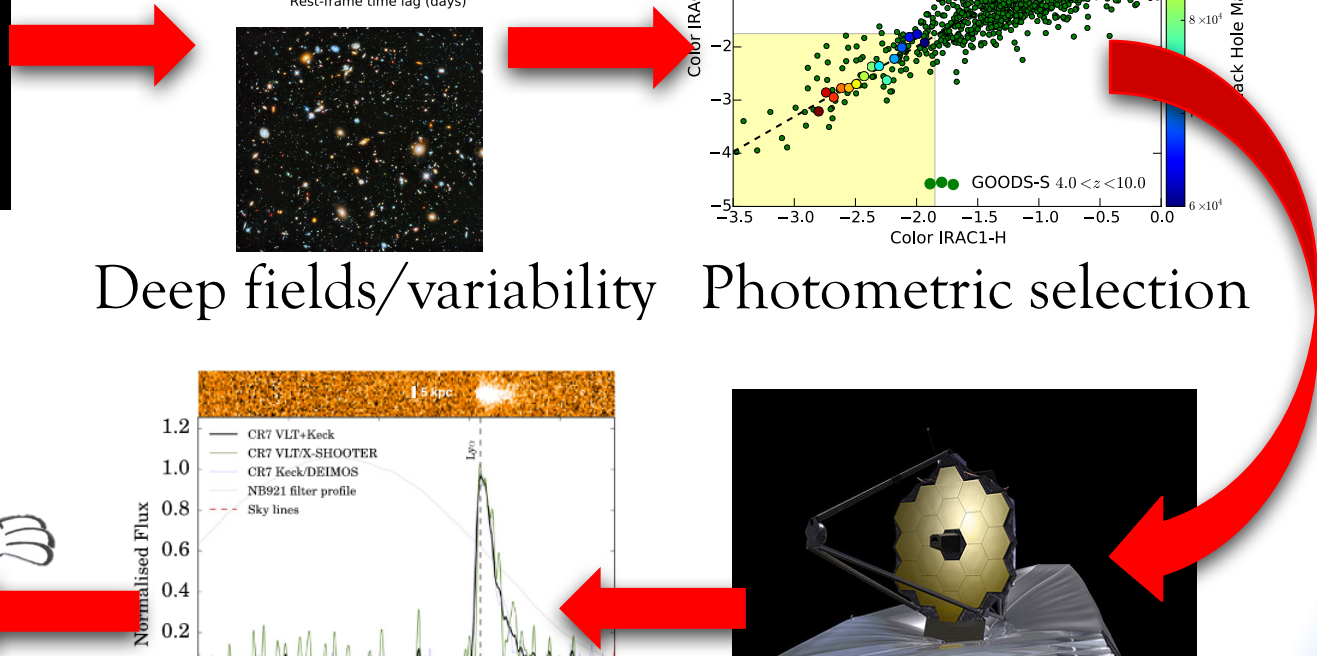 Rest-frame time lag (days)
Color IRAC
8 ×10⁴
ack Hole Ma
−2
−3
−4
−5
GOODS-S 4.0 < z < 10.0
6 ×10⁴
−3.5 −3.0 −2.5 −2.0 −1.5 −1.0 −0.5 0.0
Color IRAC1-H
Deep fields/variability Photometric selection
5 kpc
1.2
1.0
0.8
0.6
0.4
0.2
Normalised Flux
CR7 VLT+Keck
CR7 VLT/X-SHOOTER
CR7 Keck/DEIMOS
NB921 filter profile
Sky lines
Lyα